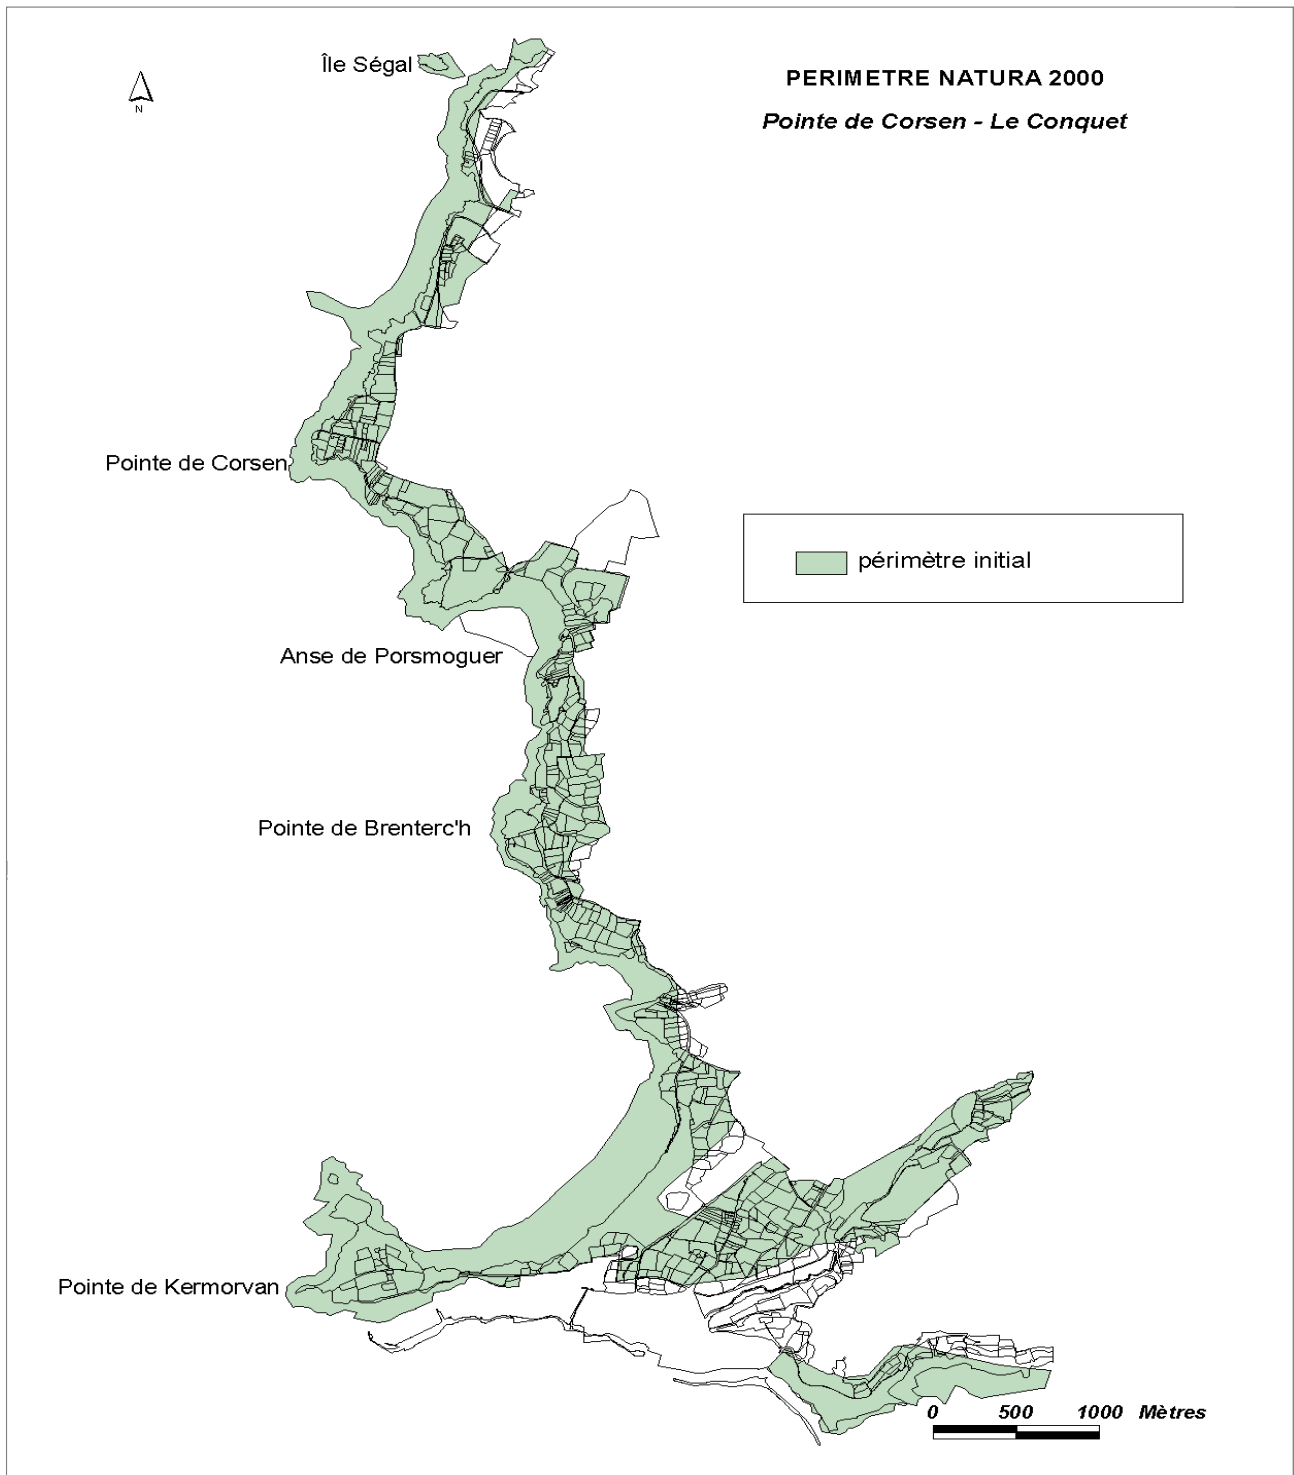 Île Ségal
N
PERIMETRE NATURA 2000
Pointe de Corsen - Le Conquet
Pointe de Corsen
périmètre initial
Anse de Porsmoguer
Pointe de Brenterc'h
Pointe de Kermorvan
0 500 1000 Mètres